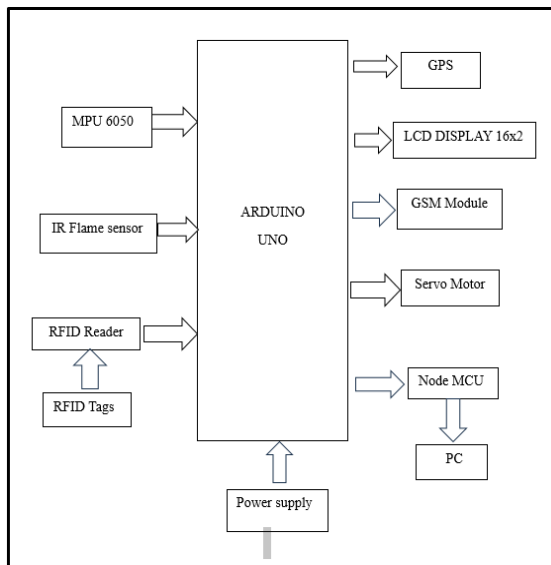 GPS
MPU 6050
LCD DISPLAY 16x2
GSM Module
ARDUINO
UNO
IR Flame sensor
Servo Motor
RFID Reader
Node MCU
RFID Tags
PC
Power supply